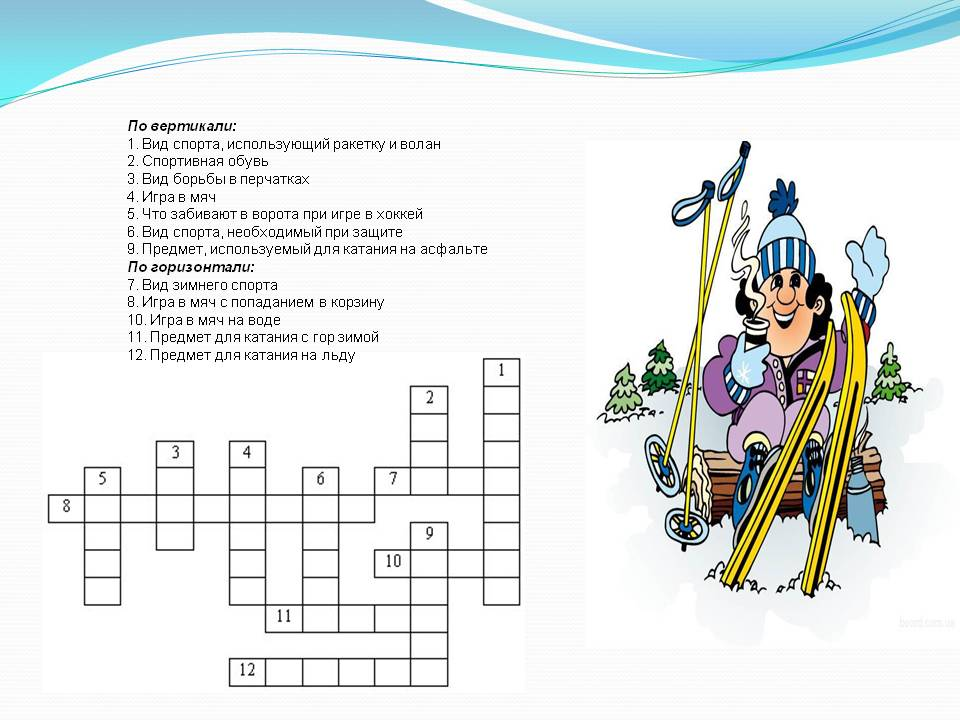 По вертикали:
1. Вид спорта, использующий ракетку и волан
2. Спортивная обувь
3. Вид борьбы в перчатках
4. Игра в мяч
5. Что забивают в ворота при игре в хоккей
6. Вид спорта, необходимый при защите
9. Предмет, используемый для катания на асфальте
По горизонтали:
7. Вид зимнего спорта
8. Игра в мяч с попаданием в корзину
10. Игра в мяч на воде
11. Предмет для катания с гор зимой
12. Предмет для катания на льду
1
2
3 4
5 6 7
8
9
10
11
12